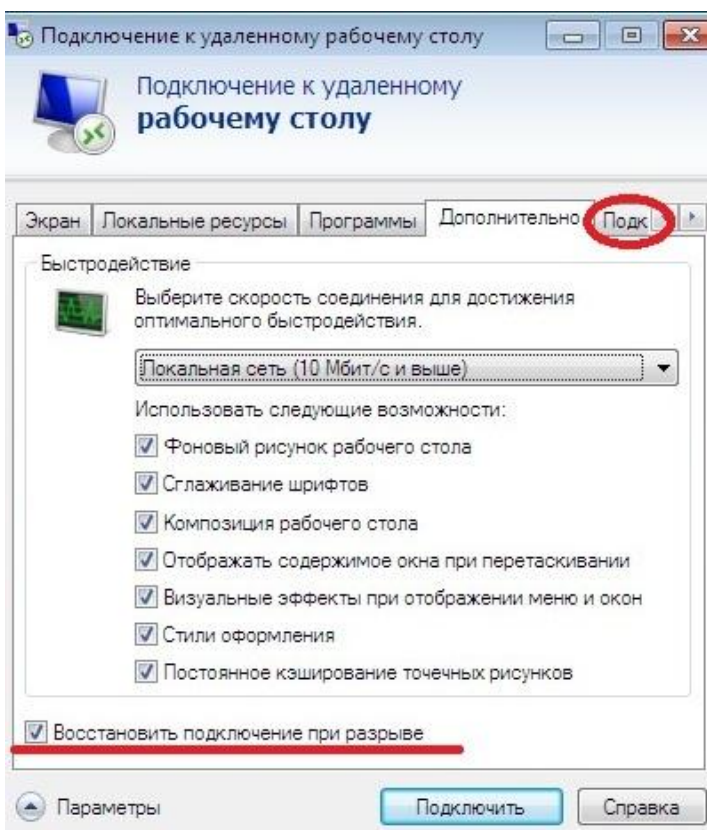 Подключение к удаленному рабочему столу
Подключение к удаленному
рабочему столу
Экран Локальные ресурсы Программы Дополнительно Подк
Быстродействие
Выберите скорость соединения для достижения
оптимального быстродействия.
Локальная сеть (10 Мбит/с и выше)
Использовать следующие возможности:
Фоновый рисунок рабочего стола
Сглаживание шрифтов
Композиция рабочего стола
Отображать содержимое окна при перетаскивании
Визуальные эффекты при отображении меню и окон
Стили оформления
Постоянное кэширование точечных рисунков
Восстановить подключение при разрыве
Параметры Подключить Справка